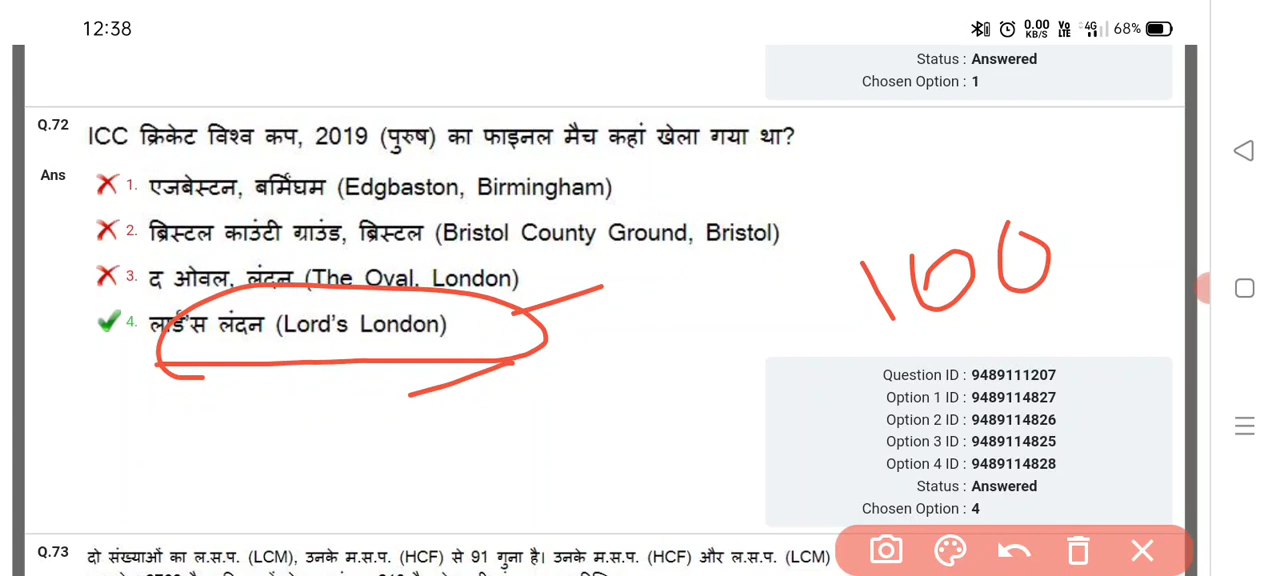 12:38 0.00 KB/S Vo LTE 4G 68%
Status : Answered
Chosen Option : 1
Q.72 ICC क्रिकेट विश्व कप, 2019 (पुरुष) का फाइनल मैच कहां खेला गया था?
Ans 1. एजबेस्टन, बर्मिंघम (Edgbaston, Birmingham)
2. ब्रिस्टल काउंटी ग्राउंड, ब्रिस्टल (Bristol County Ground, Bristol)
3. द ओवल, लंदन (The Oval, London)
4. लार्ड'स लंदन (Lord's London)
100
Question ID : 9489111207
Option 1 ID : 9489114827
Option 2 ID : 9489114826
Option 3 ID : 9489114825
Option 4 ID : 9489114828
Status : Answered
Chosen Option : 4
Q.73 दो संख्याओं का ल.स.प. (LCM), उनके म.स.प. (HCF) से 91 गुना है। उनके म.स.प. (HCF) और ल.स.प. (LCM)